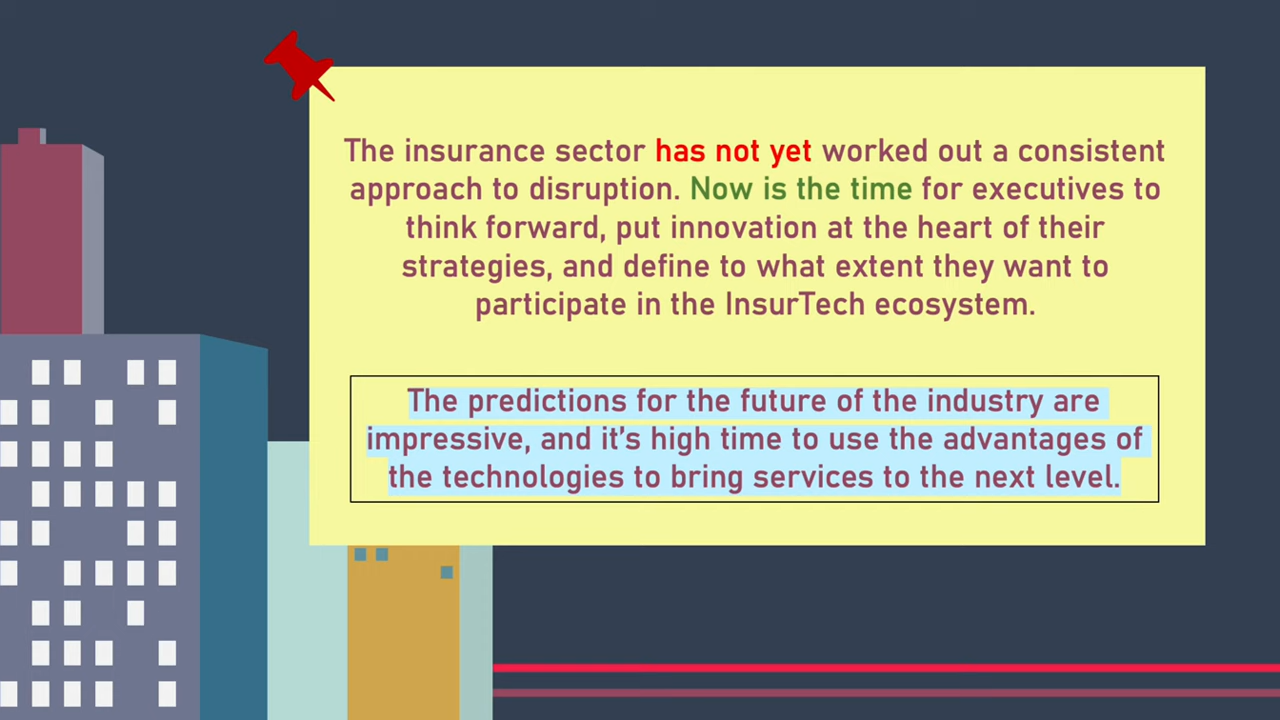 The insurance sector has not yet worked out a consistent
approach to disruption. Now is the time for executives to
think forward, put innovation at the heart of their
strategies, and define to what extent they want to
participate in the InsurTech ecosystem.
The predictions for the future of the industry are
impressive, and it’s high time to use the advantages of
the technologies to bring services to the next level.